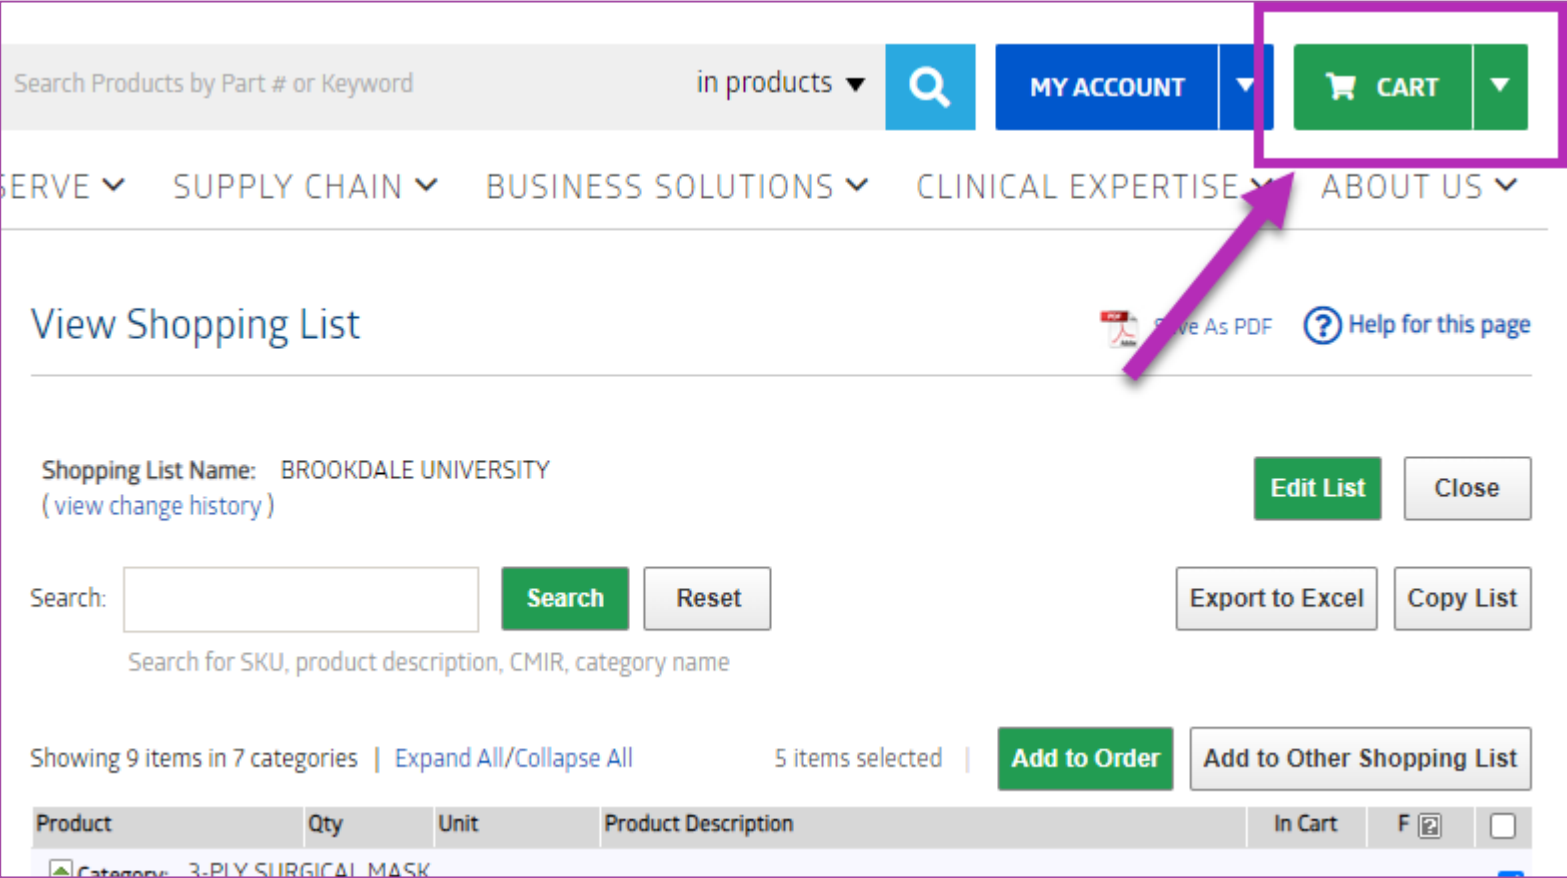 Search Products by Part # or Keyword in products MY ACCOUNT CART
SERVE SUPPLY CHAIN BUSINESS SOLUTIONS CLINICAL EXPERTISE ABOUT US
View Shopping List Save As PDF ? Help for this page
Shopping List Name: BROOKDALE UNIVERSITY Edit List Close
( view change history )
Search: Search Reset Export to Excel Copy List
Search for SKU, product description, CMIR, category name
Showing 9 items in 7 categories | Expand All/Collapse All 5 items selected | Add to Order Add to Other Shopping List
Product Qty Unit Product Description In Cart F ?
Category: 3-PLY SURGICAL MASK